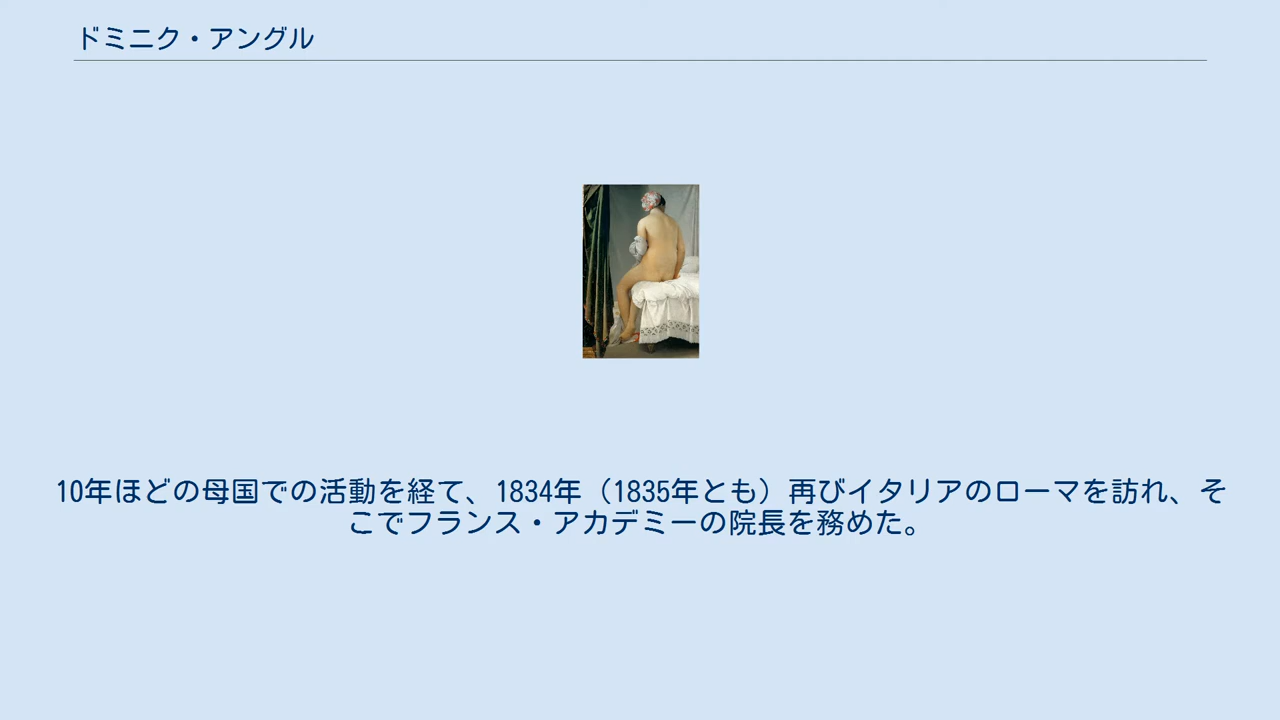 ドミニク・アングル
10年ほどの母国での活動を経て、1834年（1835年とも）再びイタリアのローマを訪れ、そ
こでフランス・アカデミーの院長を務めた。